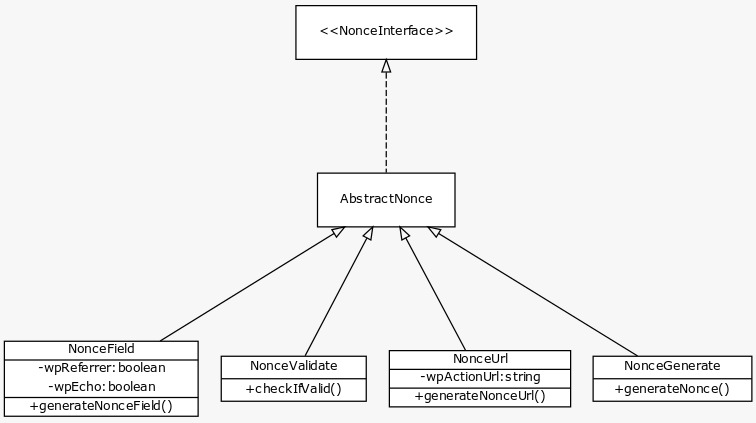 <<NonceInterface>>
AbstractNonce
NonceField
-wpReferrer:boolean
-wpEcho:boolean
+generateNonceField()
NonceValidate
+checkIfValid()
NonceUrl
-wpActionUrl:string
+generateNonceUrl()
NonceGenerate
+generateNonce()